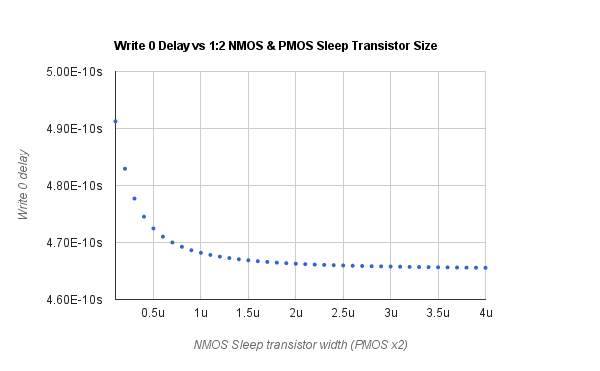 Write 0 Delay vs 1:2 NMOS & PMOS Sleep Transistor Size
5.00E-10s
4.90E-10s
4.80E-10s
4.70E-10s
4.60E-10s
Write 0 delay
0.5u 1u 1.5u 2u 2.5u 3u 3.5u 4u
NMOS Sleep transistor width (PMOS x2)